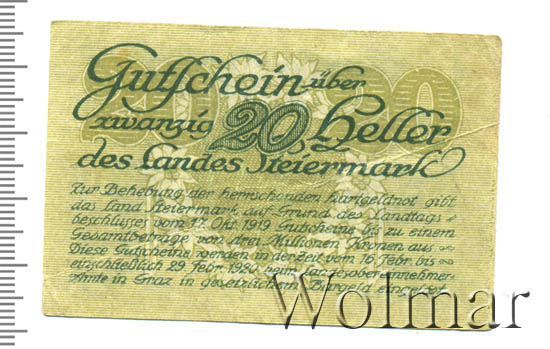 Gutschein über
zwanzig 20 Heller
des Landes Steiermark
20 20
Zur Behebung der herrschenden Hartgeldnot gibt
das Land Steiermark auf Grund des Landtags-
beschlusses vom 17. Okt. 1919 Gutscheine bis zu einem
Gesamtbetrage von drei Millionen Kronen aus
Diese Gutscheine werden in der Zeit vom 16. Febr. bis
einschließlich 29. Febr. 1920 beim Landesobereinnehmer-
Amte in Graz in gesetzlichem Bargeld eingelöst.
Wolmar